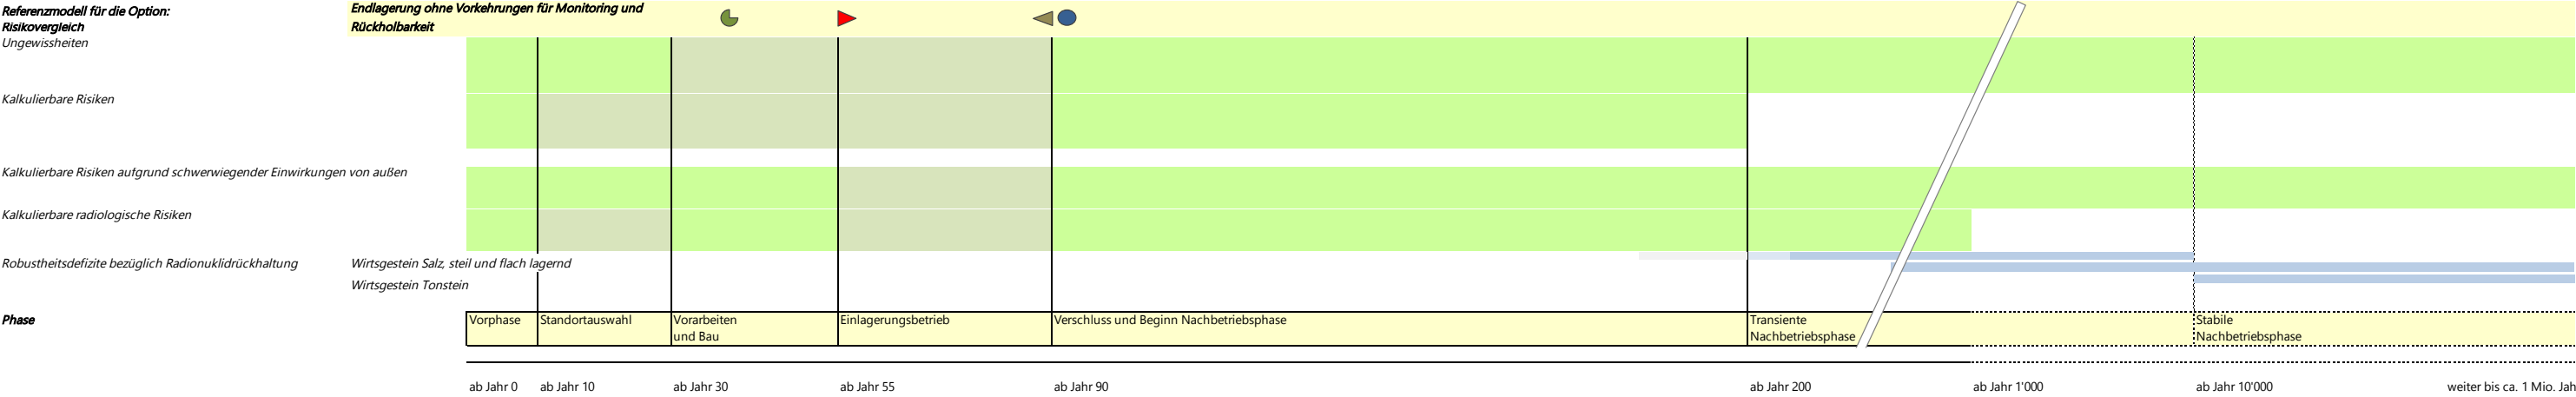 Referenzmodell für die Option:
Risikovergleich
Endlagerung ohne Vorkehrungen für Monitoring und
Rückholbarkeit
Ungewissheiten
Kalkulierbare Risiken
Kalkulierbare Risiken aufgrund schwerwiegender Einwirkungen von außen
Kalkulierbare radiologische Risiken
Robustheitsdefizite bezüglich Radionuklidrückhaltung
Wirtsgestein Salz, steil und flach lagernd
Wirtsgestein Tonstein
Phase
Vorphase
Standortauswahl
Vorarbeiten
und Bau
Einlagerungsbetrieb
Verschluss und Beginn Nachbetriebsphase
Transiente
Nachbetriebsphase
Stabile
Nachbetriebsphase
ab Jahr 0
ab Jahr 10
ab Jahr 30
ab Jahr 55
ab Jahr 90
ab Jahr 200
ab Jahr 1'000
ab Jahr 10'000
weiter bis ca. 1 Mio. Jah